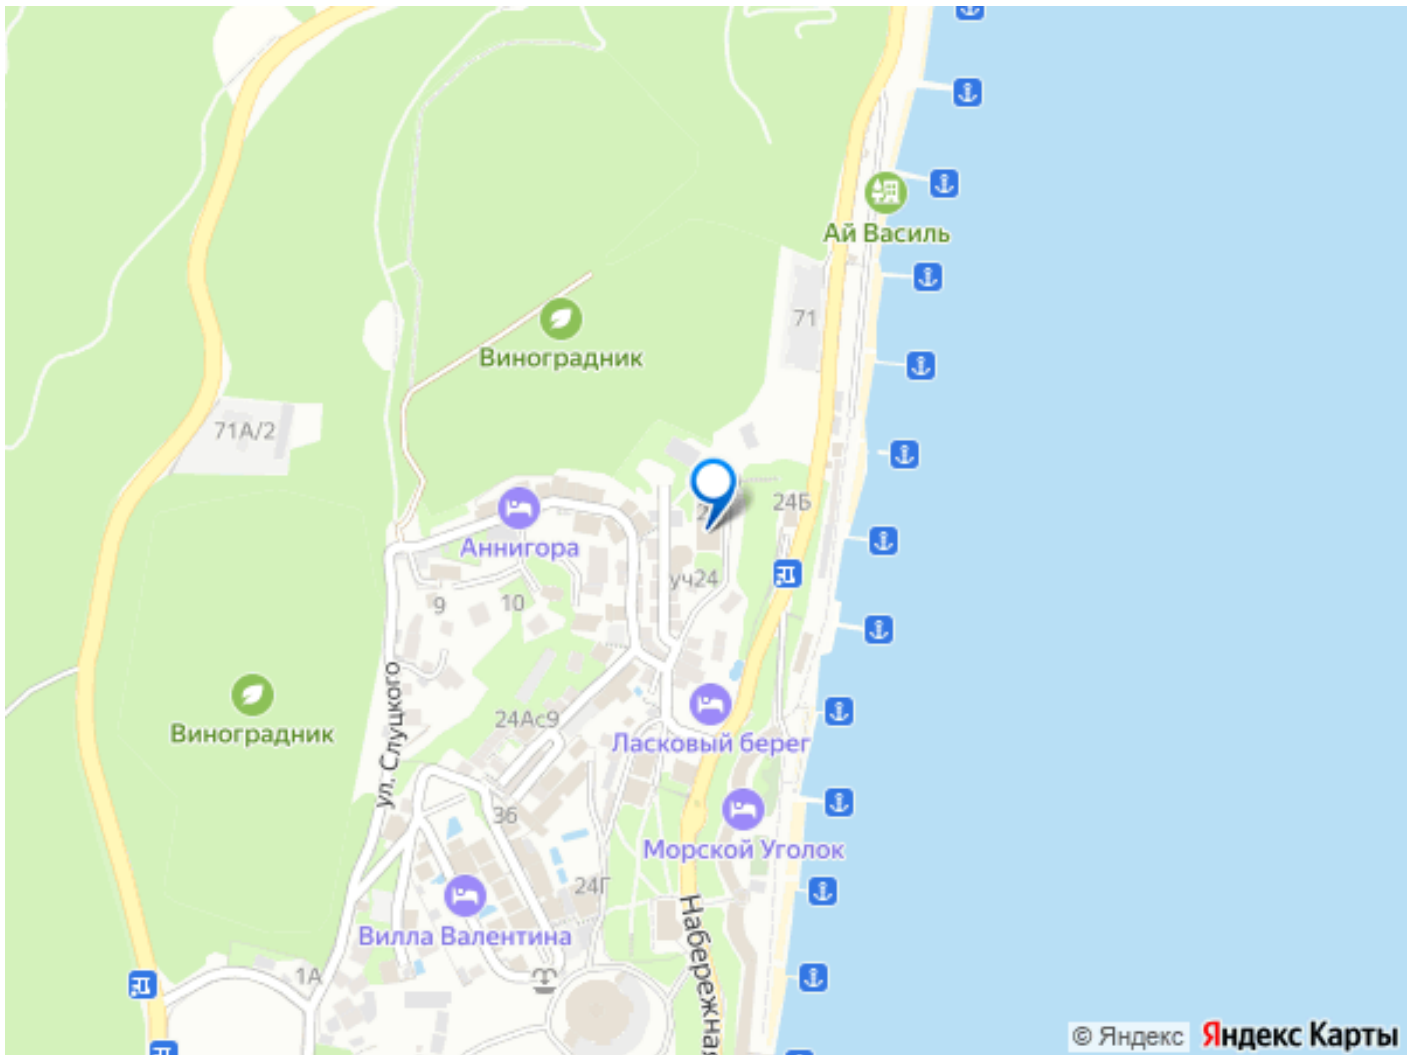 Ай Василь
71
Виноградник
71А/2
24Б
Аннигора
уч24
9
10
ул. Слуцкого
Виноградник
24Ас9
Ласковый берег
36
Морской Уголок
24Г
Вилла Валентина
Набережная
1А
© Яндекс
Яндекс Карты